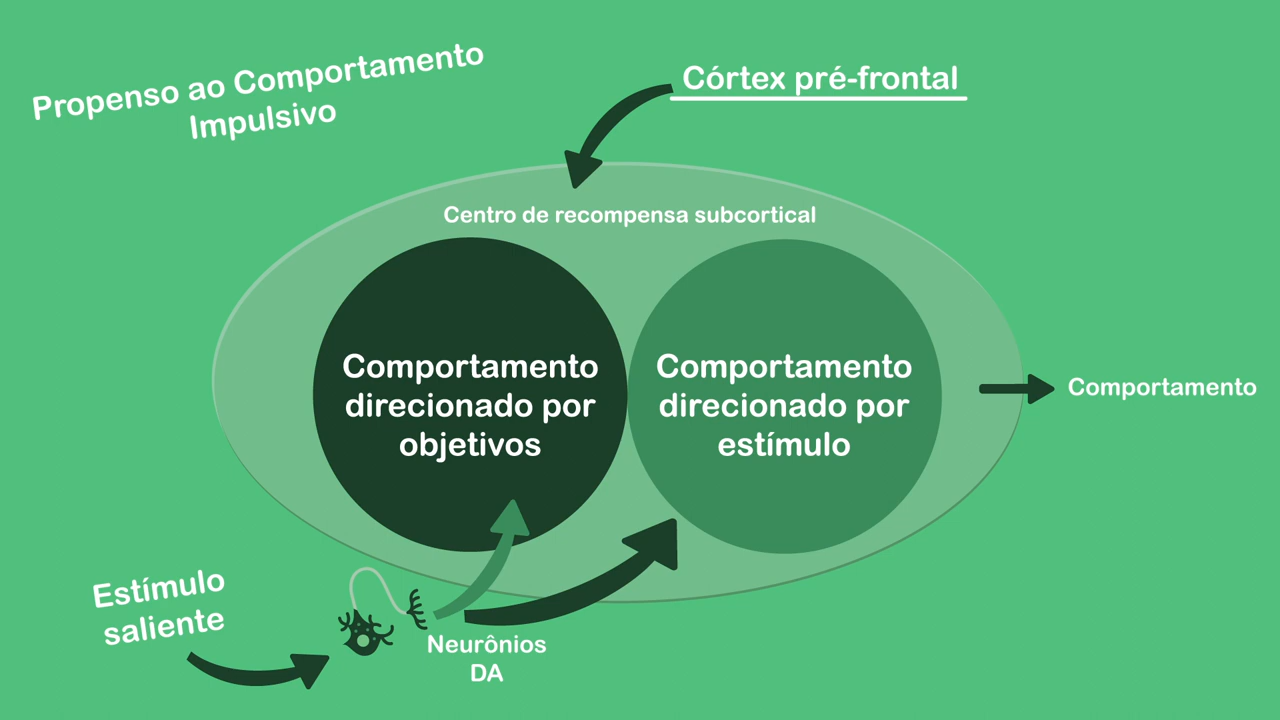 Propenso ao Comportamento
Impulsivo
Córtex pré-frontal
Centro de recompensa subcortical
Comportamento
direcionado por
objetivos
Comportamento
direcionado por
estímulo
Comportamento
Estímulo
saliente
Neurônios
DA